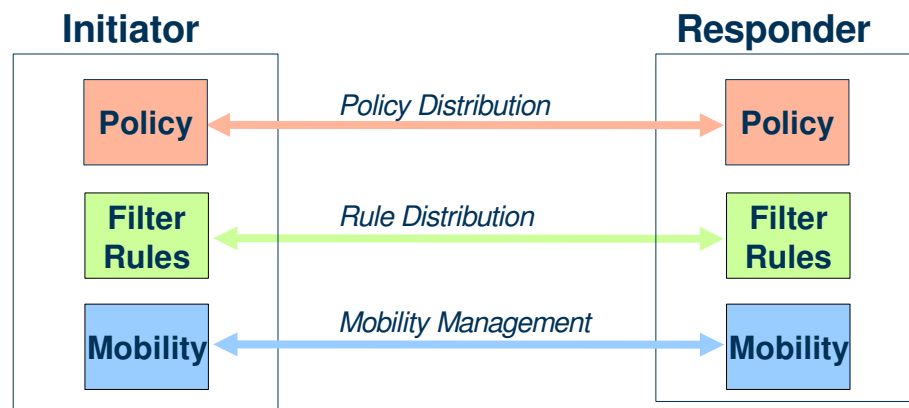 Initiator
Responder
Policy
Policy Distribution
Policy
Filter
Rules
Rule Distribution
Filter
Rules
Mobility
Mobility Management
Mobility